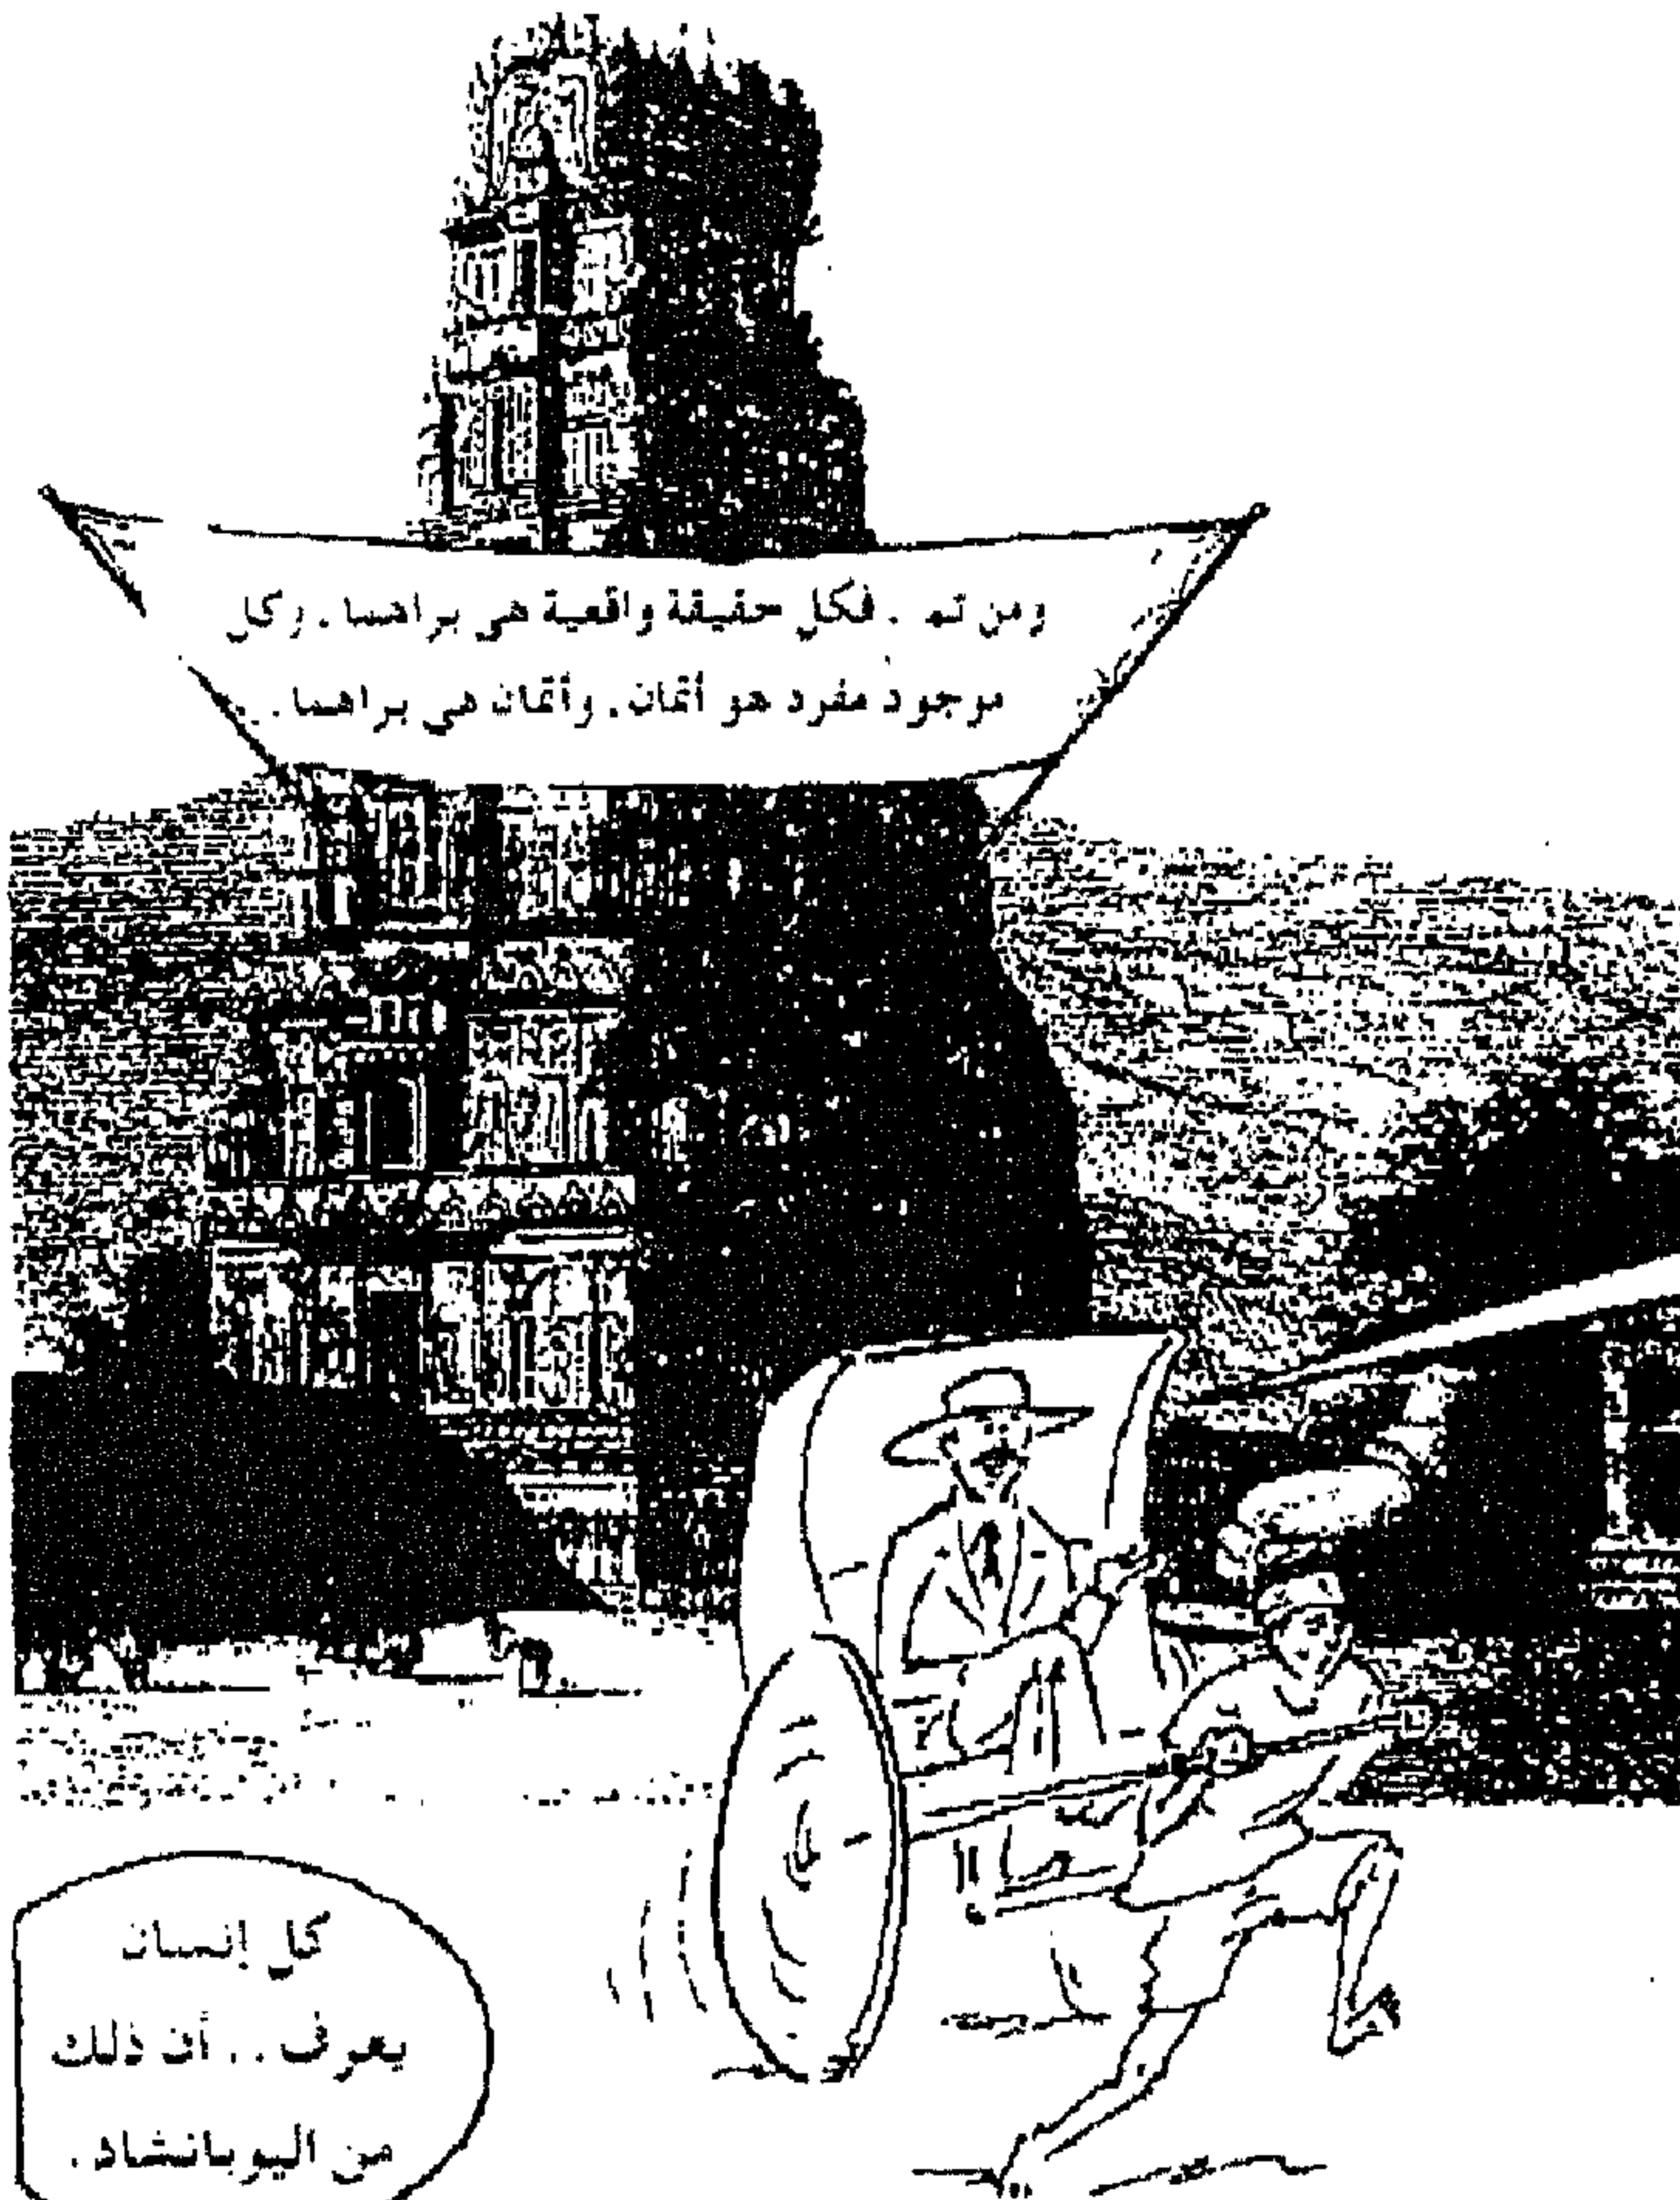 ومن ثم . فكل حقيقة واقعية هي براهما . وكل
موجود مفرد هو أتمان . وأتمان هي براهما .
كل إنسان
يعرف . . أن ذلك
من اليوبانشاد .